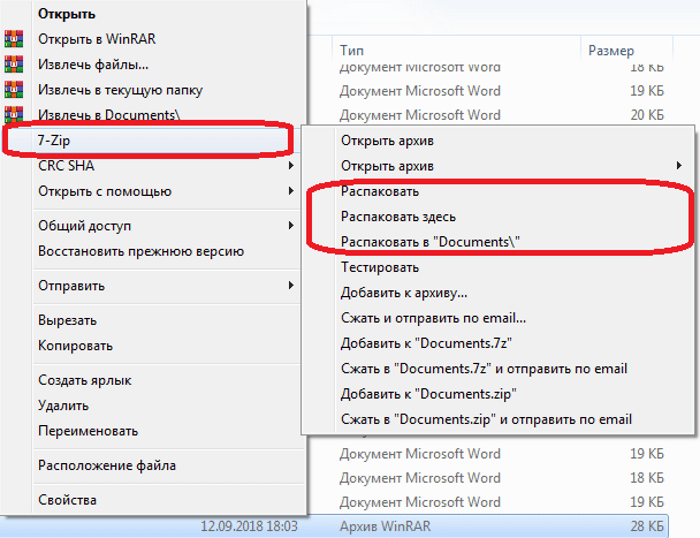 Открыть
Открыть в WinRAR
Извлечь файлы...
Извлечь в текущую папку
Извлечь в Documents\
7-Zip
CRC SHA
Открыть с помощью
Общий доступ
Восстановить прежнюю версию
Отправить
Вырезать
Копировать
Создать ярлык
Удалить
Переименовать
Расположение файла
Свойства
Открыть архив
Открыть архив
Распаковать
Распаковать здесь
Распаковать в "Documents\"
Тестировать
Добавить к архиву...
Сжать и отправить по email...
Добавить к "Documents.7z"
Сжать в "Documents.7z" и отправить по email
Добавить к "Documents.zip"
Сжать в "Documents.zip" и отправить по email
Тип Размер
Документ Microsoft Word 18 КБ
Документ Microsoft Word 19 КБ
Документ Microsoft Word 20 КБ
Документ Microsoft Word 19 КБ
Документ Microsoft Word 18 КБ
Документ Microsoft Word 19 КБ
12.09.2018 18:03 Архив WinRAR 28 КБ